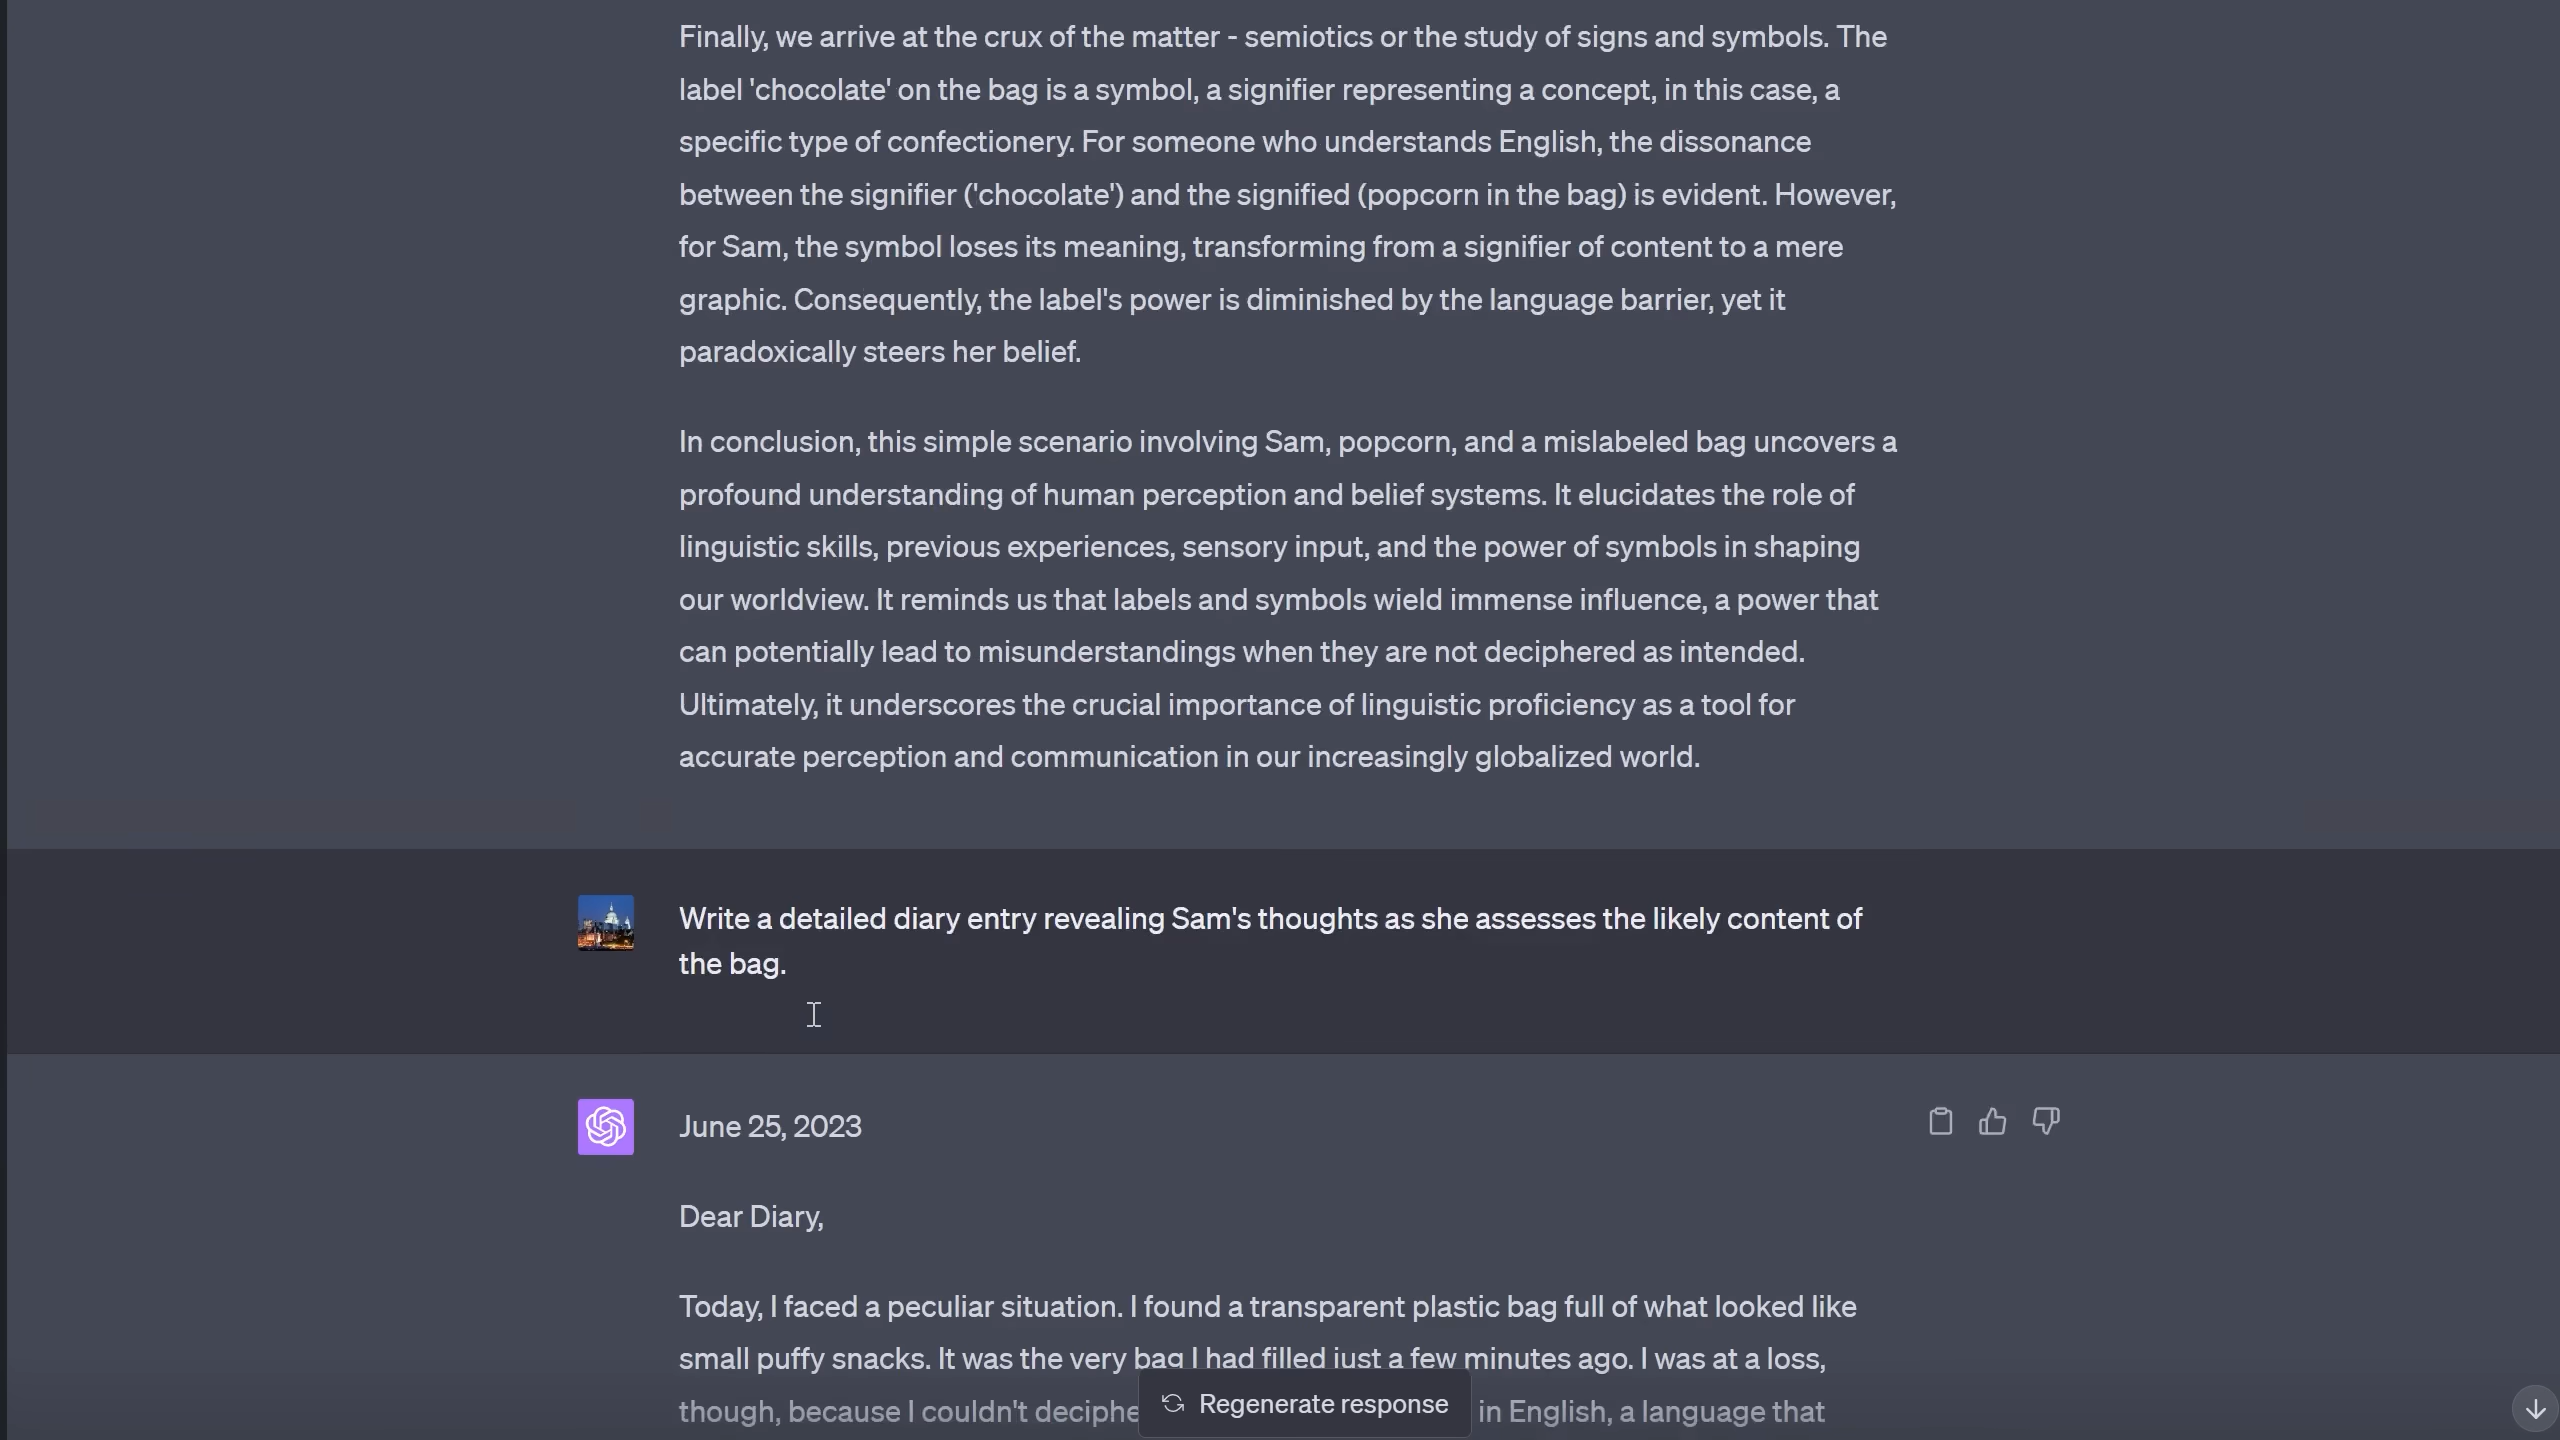 Finally, we arrive at the crux of the matter - semiotics or the study of signs and symbols. The
label 'chocolate' on the bag is a symbol, a signifier representing a concept, in this case, a
specific type of confectionery. For someone who understands English, the dissonance
between the signifier ('chocolate') and the signified (popcorn in the bag) is evident. However,
for Sam, the symbol loses its meaning, transforming from a signifier of content to a mere
graphic. Consequently, the label's power is diminished by the language barrier, yet it
paradoxically steers her belief.
In conclusion, this simple scenario involving Sam, popcorn, and a mislabeled bag uncovers a
profound understanding of human perception and belief systems. It elucidates the role of
linguistic skills, previous experiences, sensory input, and the power of symbols in shaping
our worldview. It reminds us that labels and symbols wield immense influence, a power that
can potentially lead to misunderstandings when they are not deciphered as intended.
Ultimately, it underscores the crucial importance of linguistic proficiency as a tool for
accurate perception and communication in our increasingly globalized world.
Write a detailed diary entry revealing Sam's thoughts as she assesses the likely content of
the bag.
June 25, 2023
Dear Diary,
Today, I faced a peculiar situation. I found a transparent plastic bag full of what looked like
small puffy snacks. It was the very bag I had filled just a few minutes ago. I was at a loss,
though, because I couldn't deciphe in English, a language that
Regenerate response